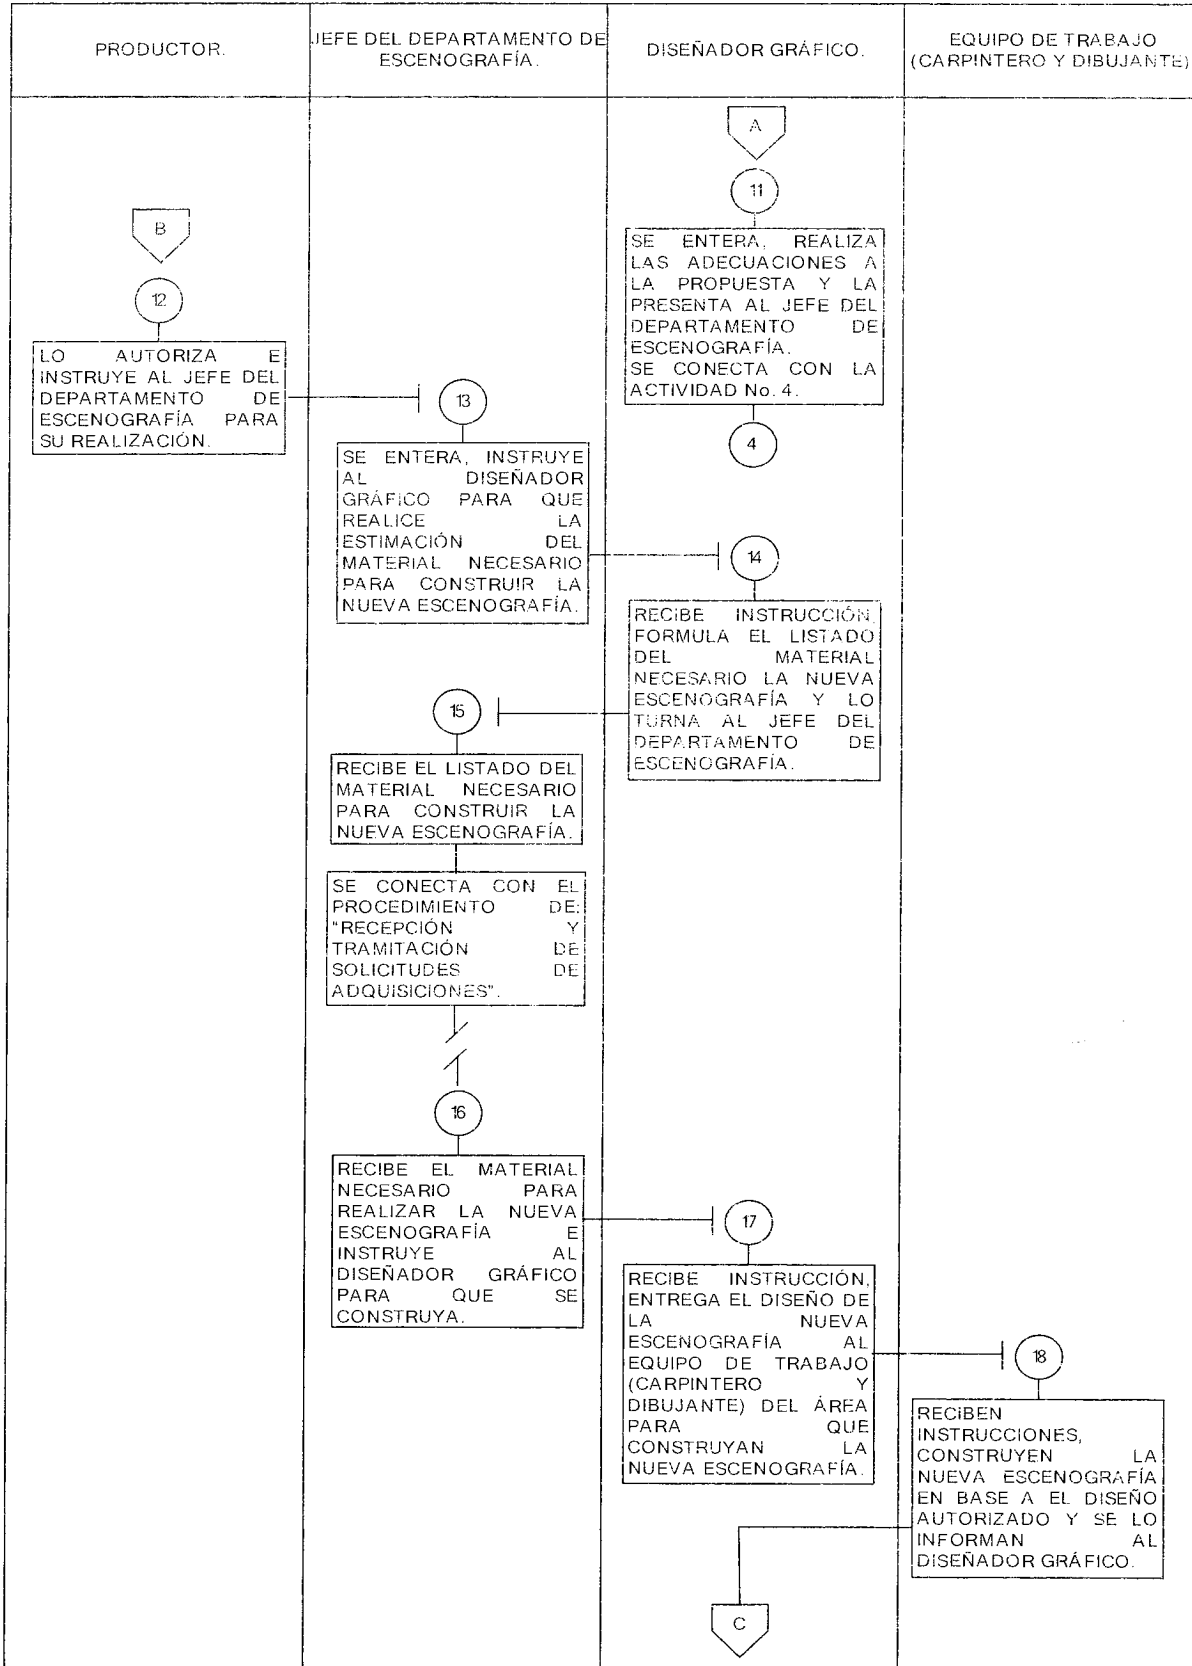 PRODUCTOR.
JEFE DEL DEPARTAMENTO DE
ESCENOGRAFÍA.
DISEÑADOR GRÁFICO.
EQUIPO DE TRABAJO
(CARPINTERO Y DIBUJANTE)
A
11
SE ENTERA, REALIZA
LAS ADECUACIONES A
LA PROPUESTA Y LA
PRESENTA AL JEFE DEL
DEPARTAMENTO DE
ESCENOGRAFÍA.
SE CONECTA CON LA
ACTIVIDAD No. 4.
4
B
12
LO AUTORIZA E
INSTRUYE AL JEFE DEL
DEPARTAMENTO DE
ESCENOGRAFÍA PARA
SU REALIZACIÓN.
13
SE ENTERA, INSTRUYE
AL DISEÑADOR
GRÁFICO PARA QUE
REALICE LA
ESTIMACIÓN DEL
MATERIAL NECESARIO
PARA CONSTRUIR LA
NUEVA ESCENOGRAFÍA.
14
RECIBE INSTRUCCIÓN,
FORMULA EL LISTADO
DEL MATERIAL
NECESARIO LA NUEVA
ESCENOGRAFÍA Y LO
TURNA AL JEFE DEL
DEPARTAMENTO DE
ESCENOGRAFÍA.
15
RECIBE EL LISTADO DEL
MATERIAL NECESARIO
PARA CONSTRUIR LA
NUEVA ESCENOGRAFÍA.
SE CONECTA CON EL
PROCEDIMIENTO DE:
"RECEPCIÓN Y
TRAMITACIÓN DE
SOLICITUDES DE
ADQUISICIONES".
16
RECIBE EL MATERIAL
NECESARIO PARA
REALIZAR LA NUEVA
ESCENOGRAFÍA E
INSTRUYE AL
DISEÑADOR GRÁFICO
PARA QUE SE
CONSTRUYA.
17
RECIBE INSTRUCCIÓN,
ENTREGA EL DISEÑO DE
LA NUEVA
ESCENOGRAFÍA AL
EQUIPO DE TRABAJO
(CARPINTERO Y
DIBUJANTE) DEL ÁREA
PARA QUE
CONSTRUYAN LA
NUEVA ESCENOGRAFÍA.
18
RECIBEN
INSTRUCCIONES,
CONSTRUYEN LA
NUEVA ESCENOGRAFÍA
EN BASE A EL DISEÑO
AUTORIZADO Y SE LO
INFORMAN AL
DISEÑADOR GRÁFICO.
C